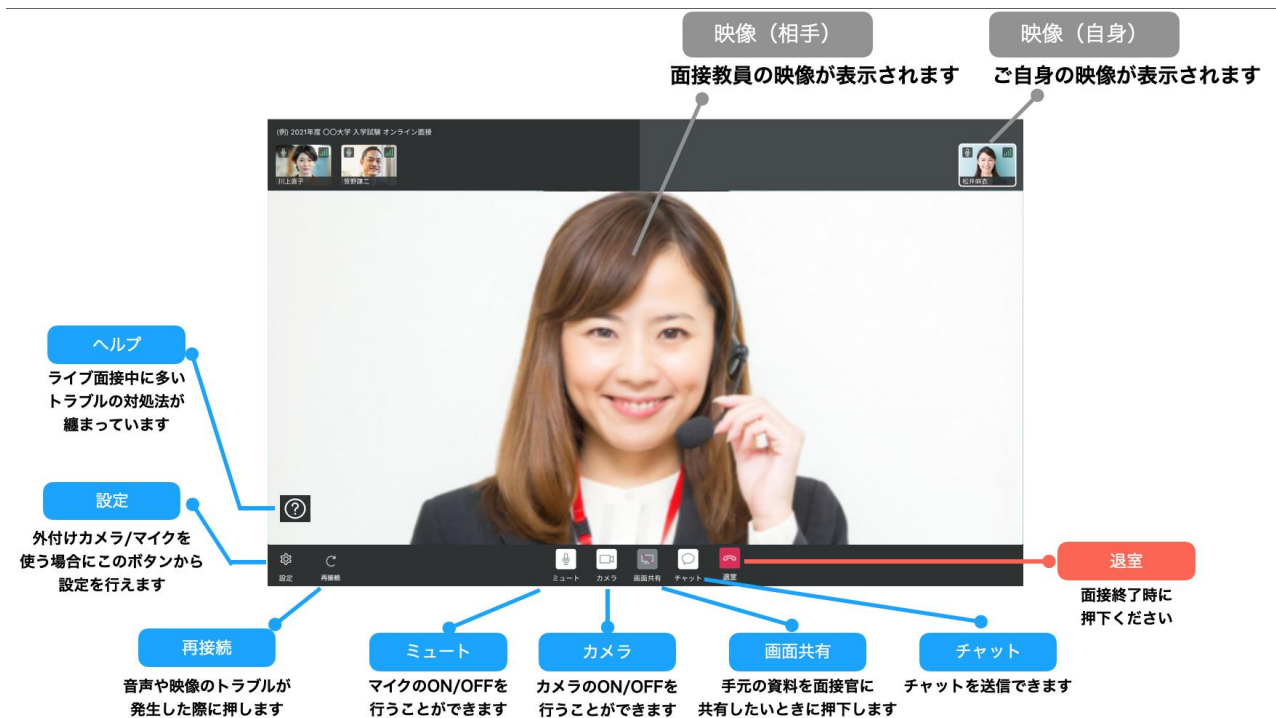 映像（相手）
面接教員の映像が表示されます
映像（自身）
ご自身の映像が表示されます
(例) 2021年度 〇〇大学 入学試験 オンライン面接
川上直子
笹野謙二
松井麻衣
ヘルプ
ライブ面接中に多い
トラブルの対処法が
纏まっています
設定
外付けカメラ/マイクを
使う場合にこのボタンから
設定を行えます
設定
再接続
ミュート
カメラ
画面共有
チャット
退室
退室
面接終了時に
押下ください
再接続
音声や映像のトラブルが
発生した際に押します
ミュート
マイクのON/OFFを
行うことができます
カメラ
カメラのON/OFFを
行うことができます
画面共有
手元の資料を面接官に
共有したいときに押下します
チャット
チャットを送信できます